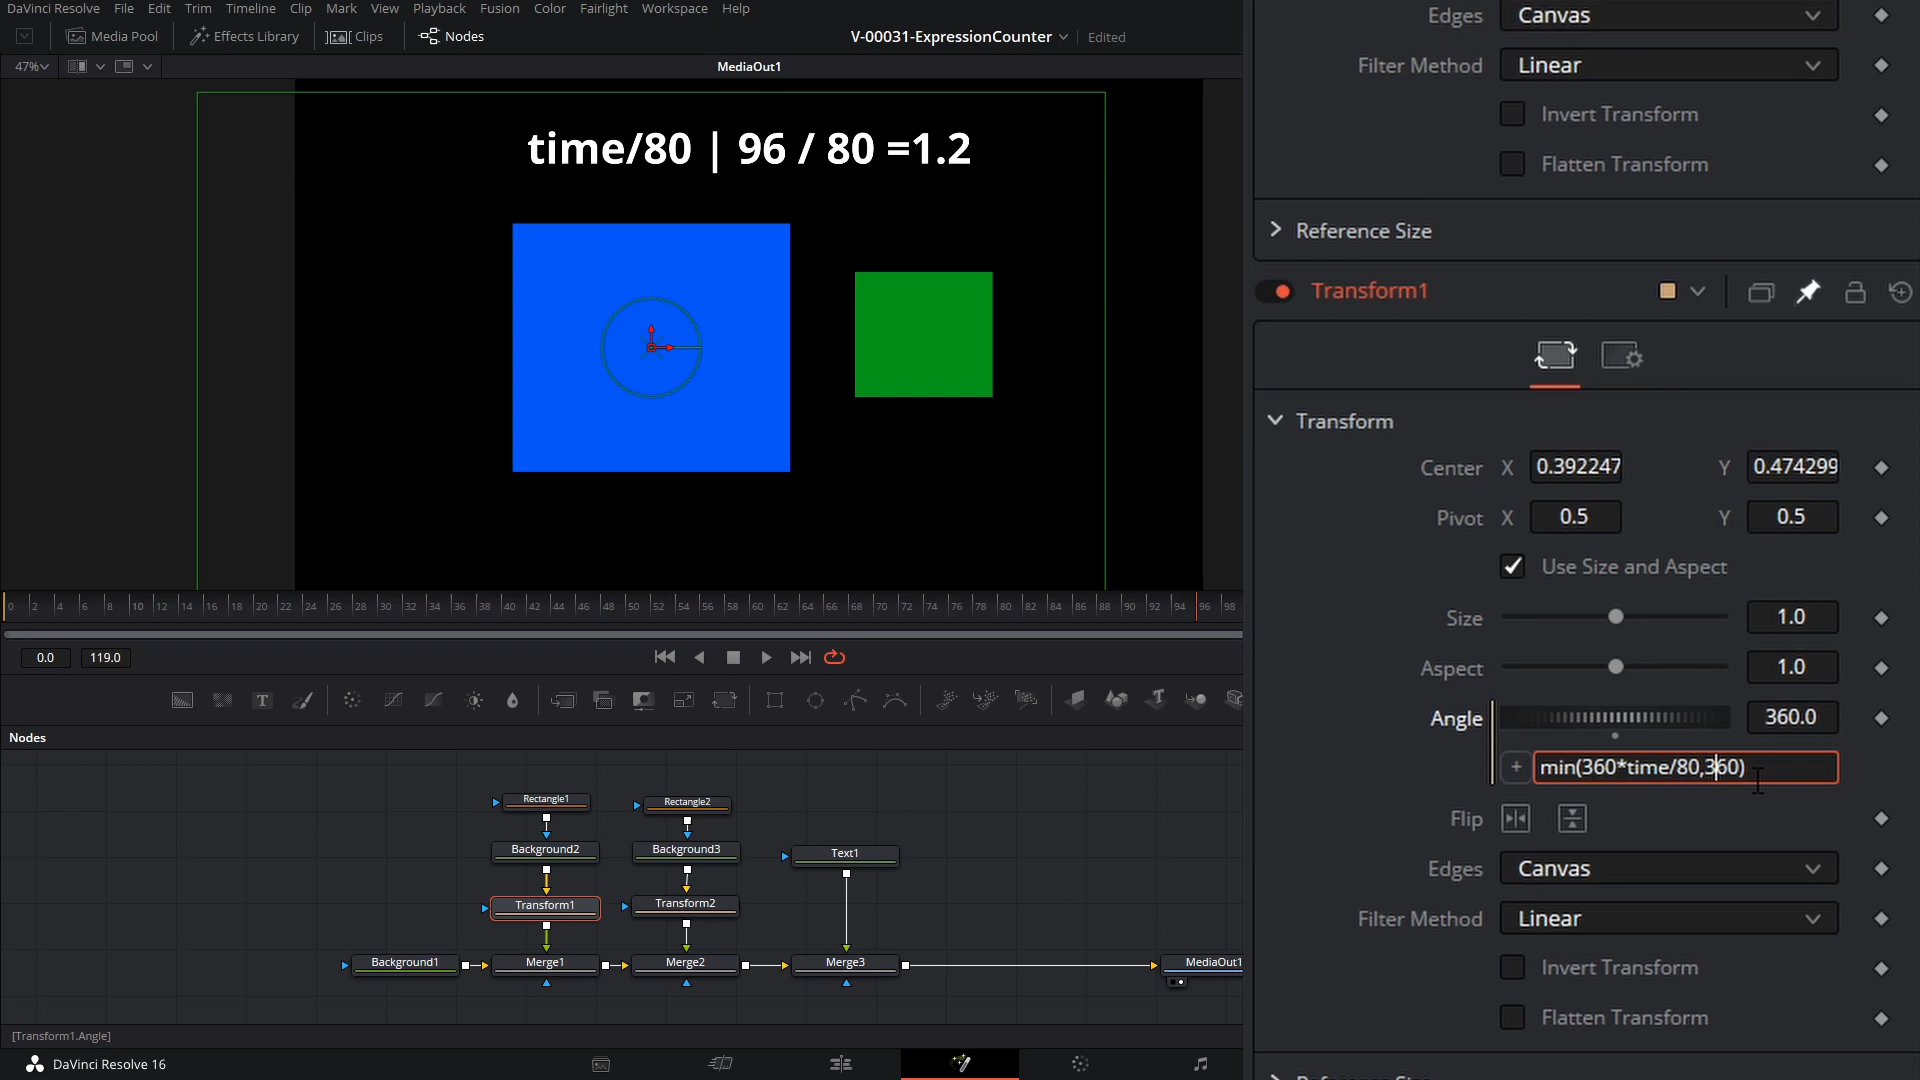 DaVinci Resolve File Edit Trim Timeline Clip Mark View Playback Fusion Color Fairlight Workspace Help
Media Pool Effects Library Clips Nodes V-00031-ExpressionCounter Edited
47% MediaOut1
time/80 | 96 / 80 =1.2
0 2 4 6 8 10 12 14 16 18 20 22 24 26 28 30 32 34 36 38 40 42 44 46 48 50 52 54 56 58 60 62 64 66 68 70 72 74 76 78 80 82 84 86 88 90 92 94 96 98
0.0 119.0
Nodes
Rectangle1 Rectangle2
Background2 Background3 Text1
Transform1 Transform2
Background1 Merge1 Merge2 Merge3 MediaOut1
[Transform1.Angle]
DaVinci Resolve 16
Edges Canvas
Filter Method Linear
Invert Transform
Flatten Transform
Reference Size
Transform1
Transform
Center X 0.392247 Y 0.474299
Pivot X 0.5 Y 0.5
Use Size and Aspect
Size 1.0
Aspect 1.0
Angle 360.0
+ min(360*time/80,360)
Flip
Edges Canvas
Filter Method Linear
Invert Transform
Flatten Transform